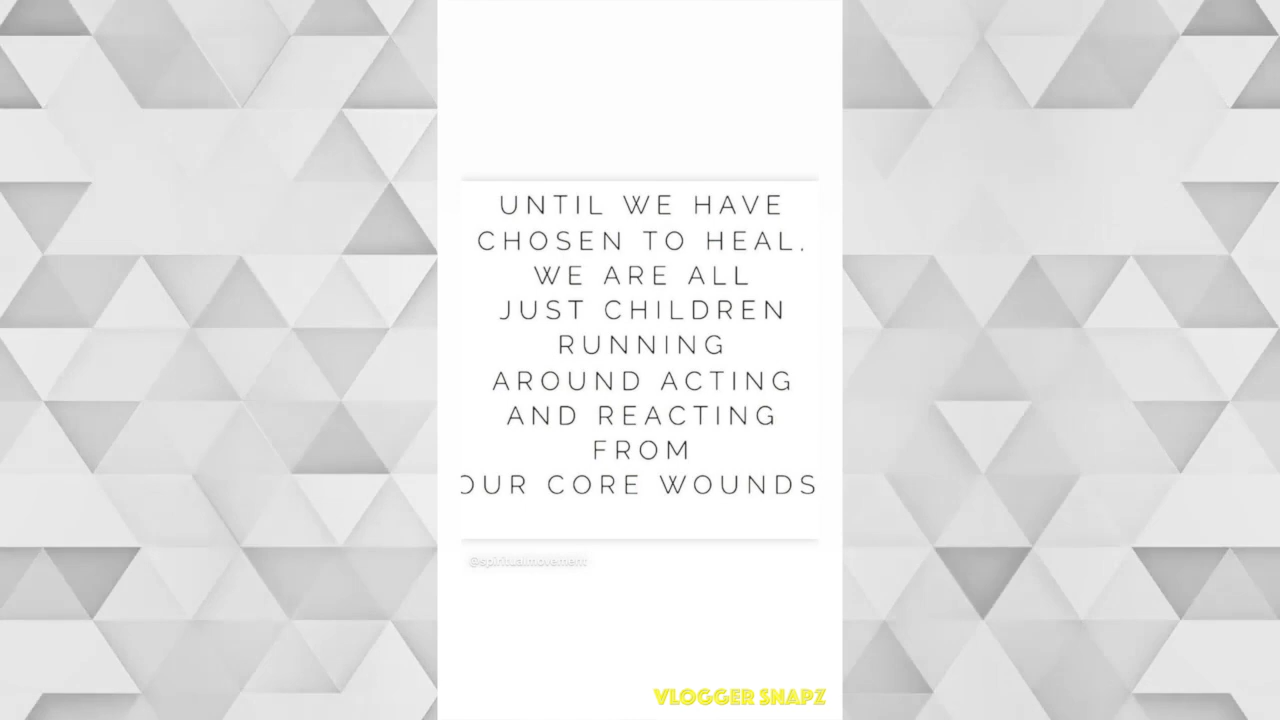 UNTIL WE HAVE
CHOSEN TO HEAL.
WE ARE ALL
JUST CHILDREN
RUNNING
AROUND ACTING
AND REACTING
FROM
OUR CORE WOUNDS
@spiritualmovement
VLOGGER SNAPZ